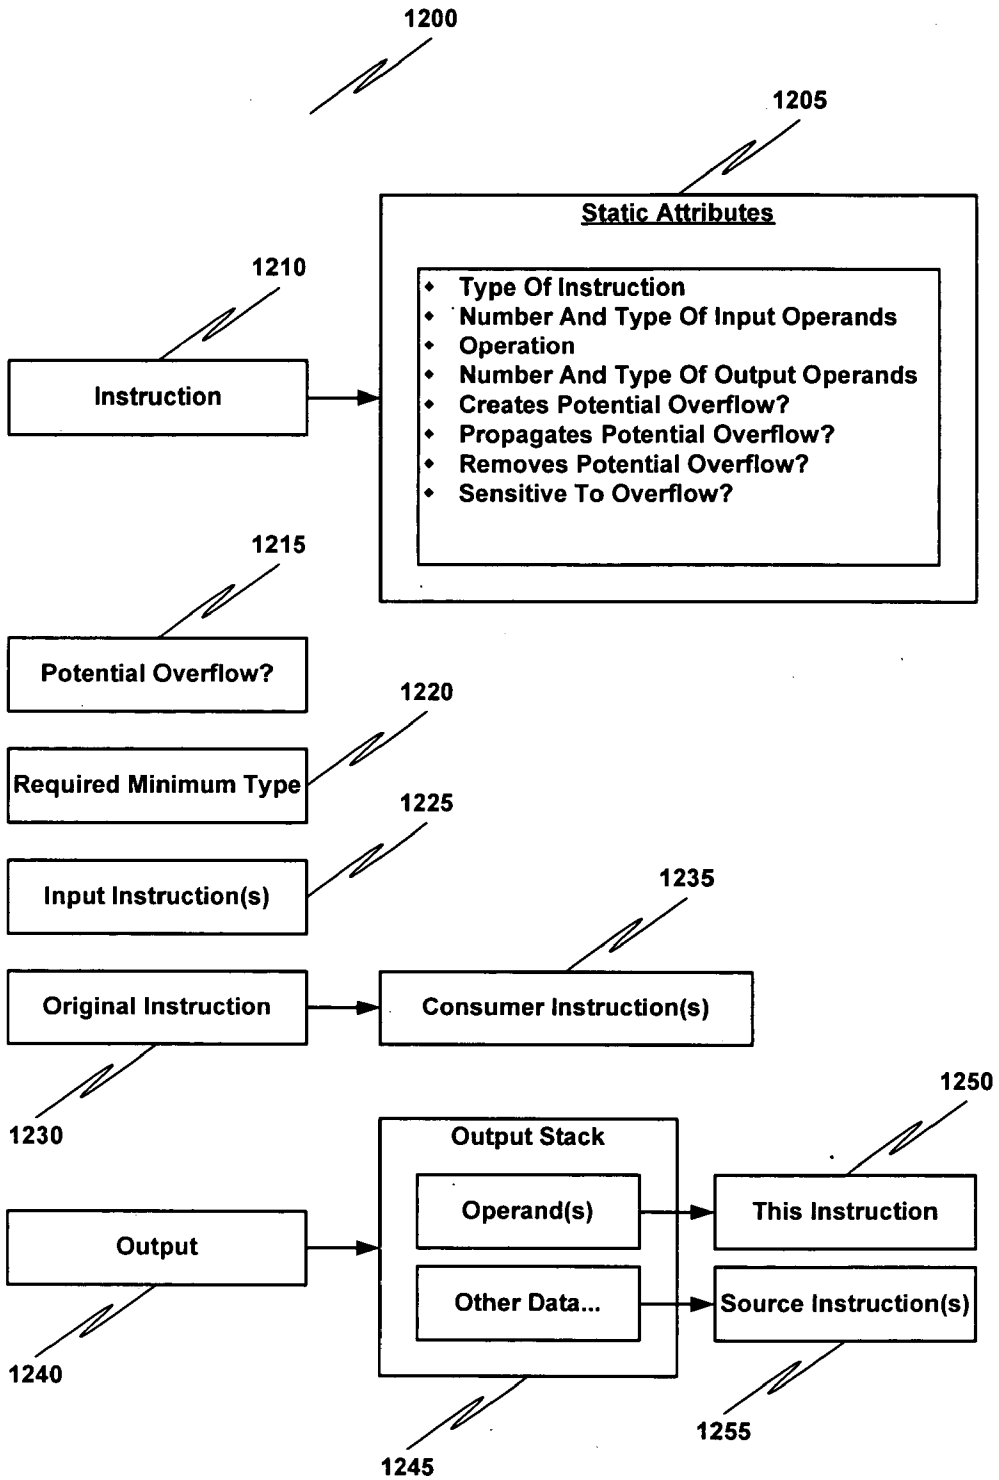 1200
1205
Static Attributes
1210
Instruction
• Type Of Instruction
• Number And Type Of Input Operands
• Operation
• Number And Type Of Output Operands
• Creates Potential Overflow?
• Propagates Potential Overflow?
• Removes Potential Overflow?
• Sensitive To Overflow?
1215
Potential Overflow?
1220
Required Minimum Type
1225
Input Instruction(s)
1235
Original Instruction
Consumer Instruction(s)
1230
1250
Output Stack
Operand(s)
This Instruction
Output
Other Data...
Source Instruction(s)
1240
1255
1245